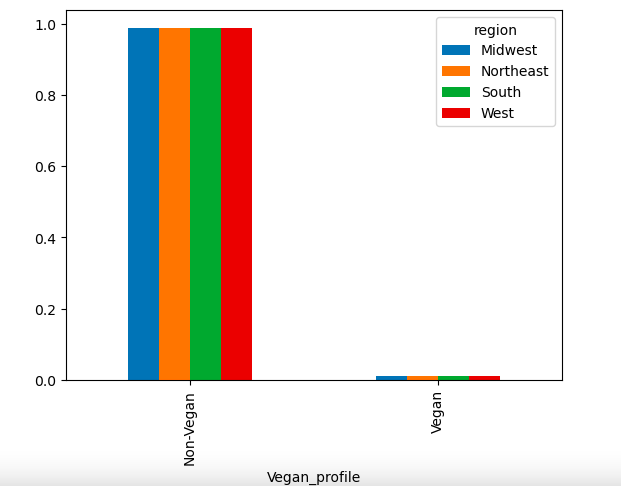 region
Midwest
Northeast
South
West
1.0
0.8
0.6
0.4
0.2
0.0
Non-Vegan
Vegan
Vegan_profile